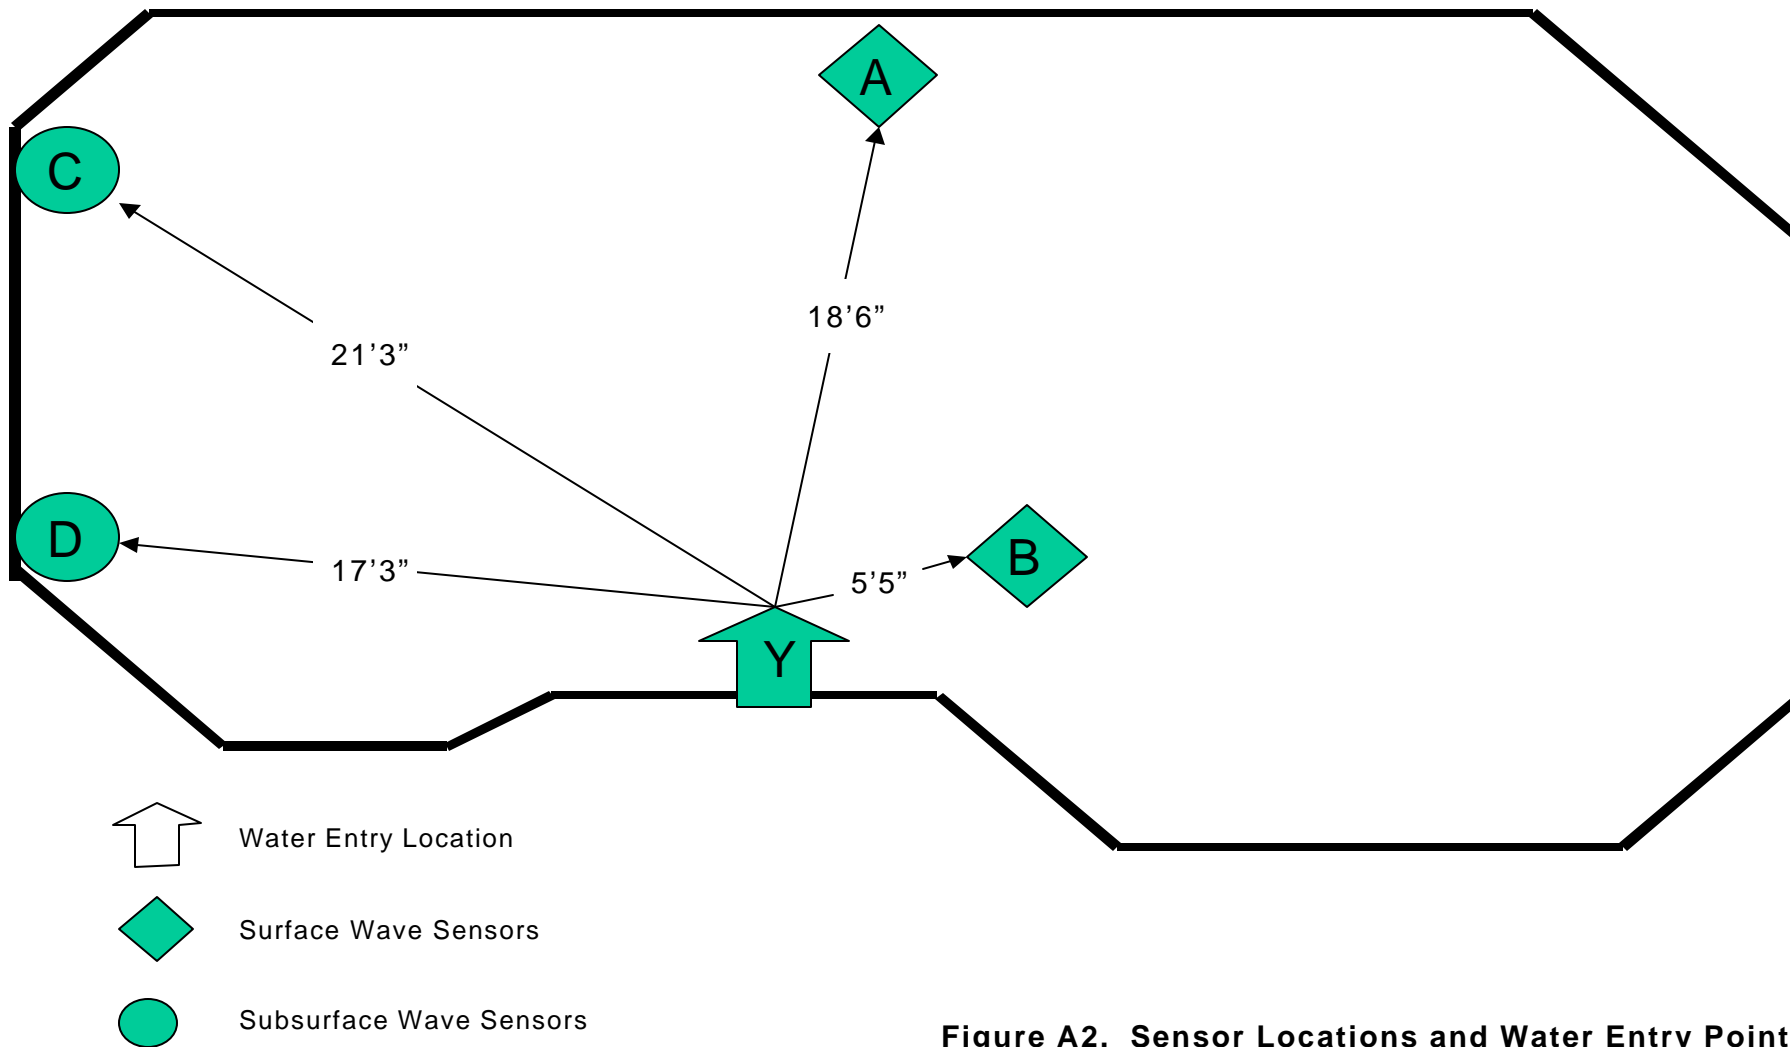 A
C
18’6”
21’3”
D
B
17’3”
5’5”
Y
Water Entry Location
Surface Wave Sensors
Subsurface Wave Sensors
Figure A2. Sensor Locations and Water Entry Point